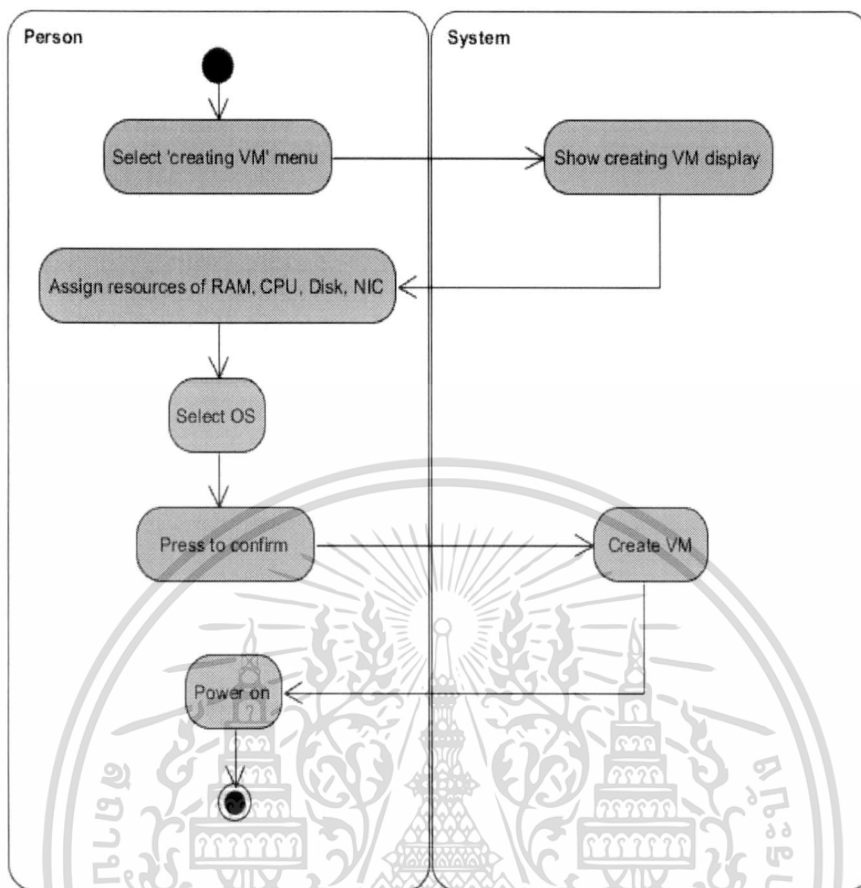 Person
System
Select 'creating VM' menu
Show creating VM display
Assign resources of RAM, CPU, Disk, NIC
Select OS
Press to confirm
Create VM
Power on